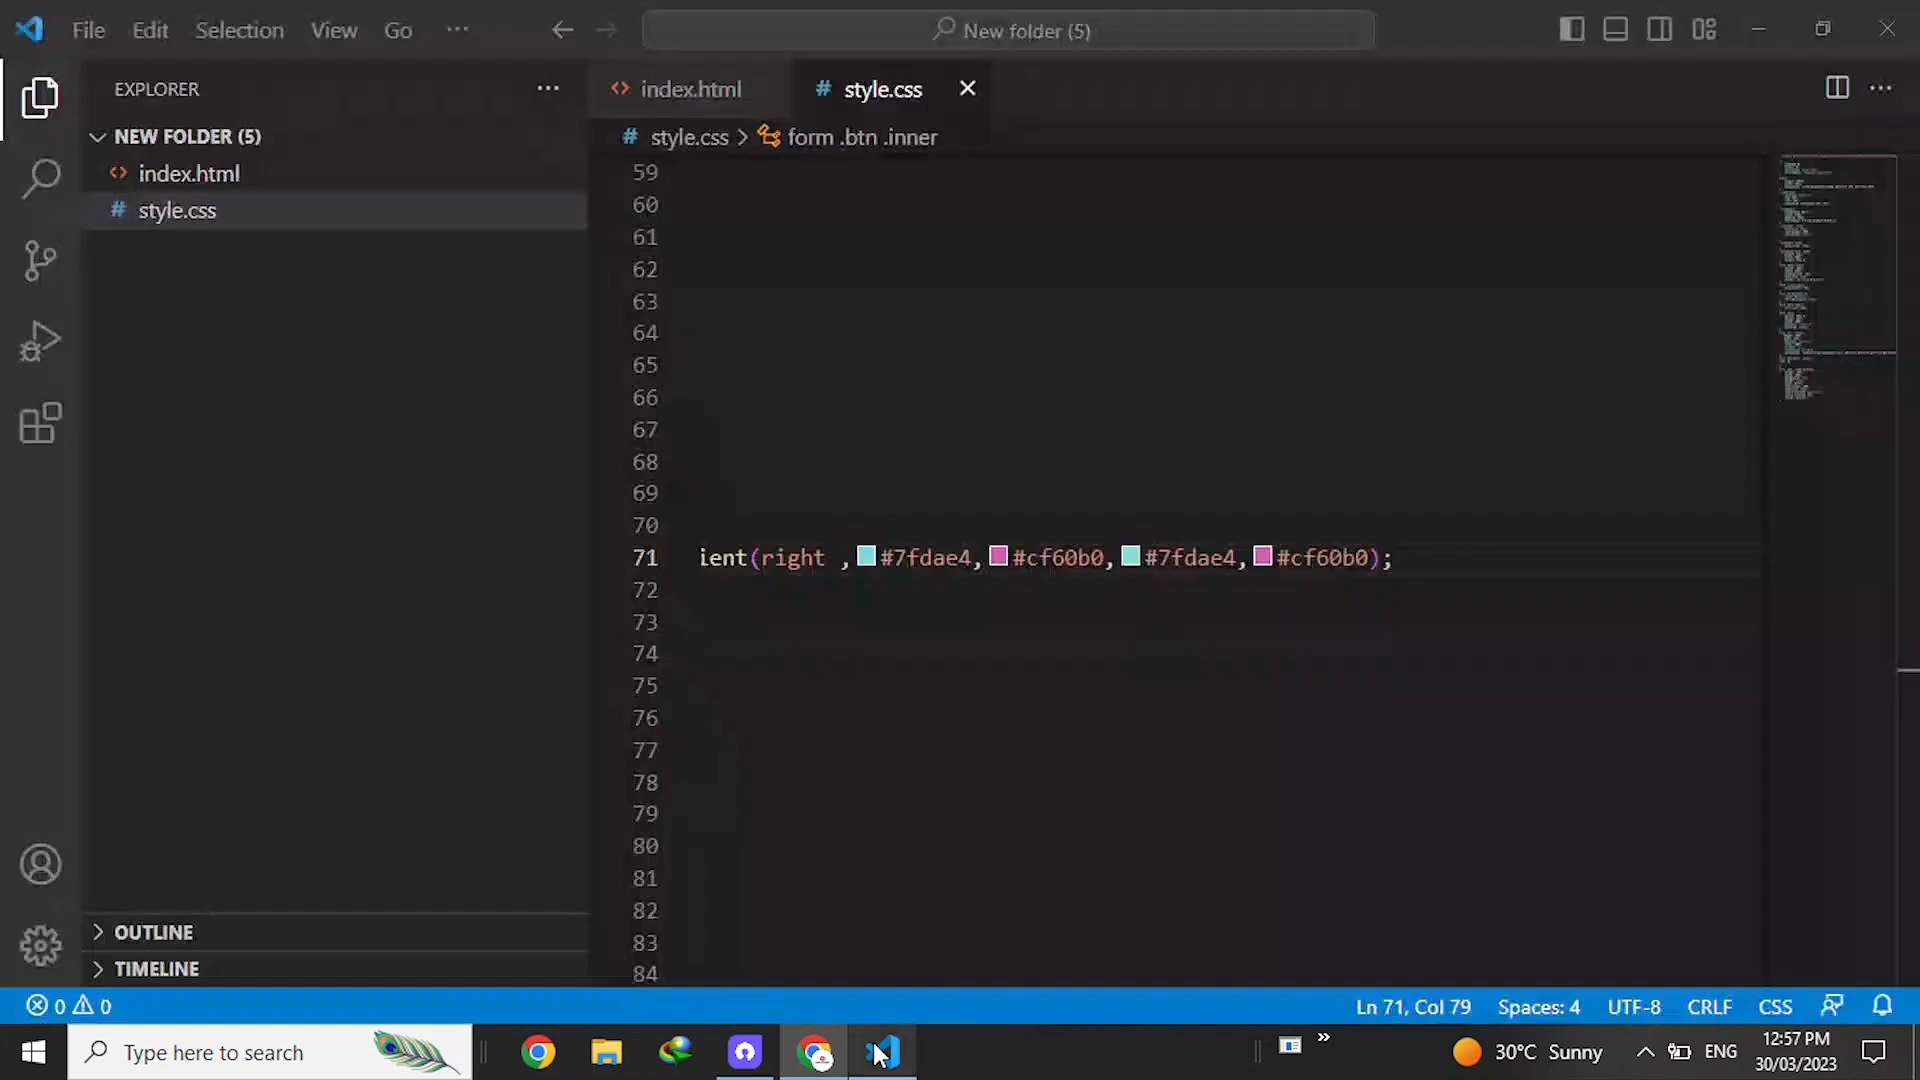 File Edit Selection View Go ···
New folder (5)
EXPLORER ···
index.html
style.css
NEW FOLDER (5)
index.html
style.css
style.css > form .btn .inner
59
60
61
62
63
64
65
66
67
68
69
70
71 ient(right ,#7fdae4,#cf60b0,#7fdae4,#cf60b0);
72
73
74
75
76
77
78
79
80
81
82
83
84
OUTLINE
TIMELINE
0 0
Ln 71, Col 79 Spaces: 4 UTF-8 CRLF CSS
Type here to search
30°C Sunny
ENG
12:57 PM
30/03/2023